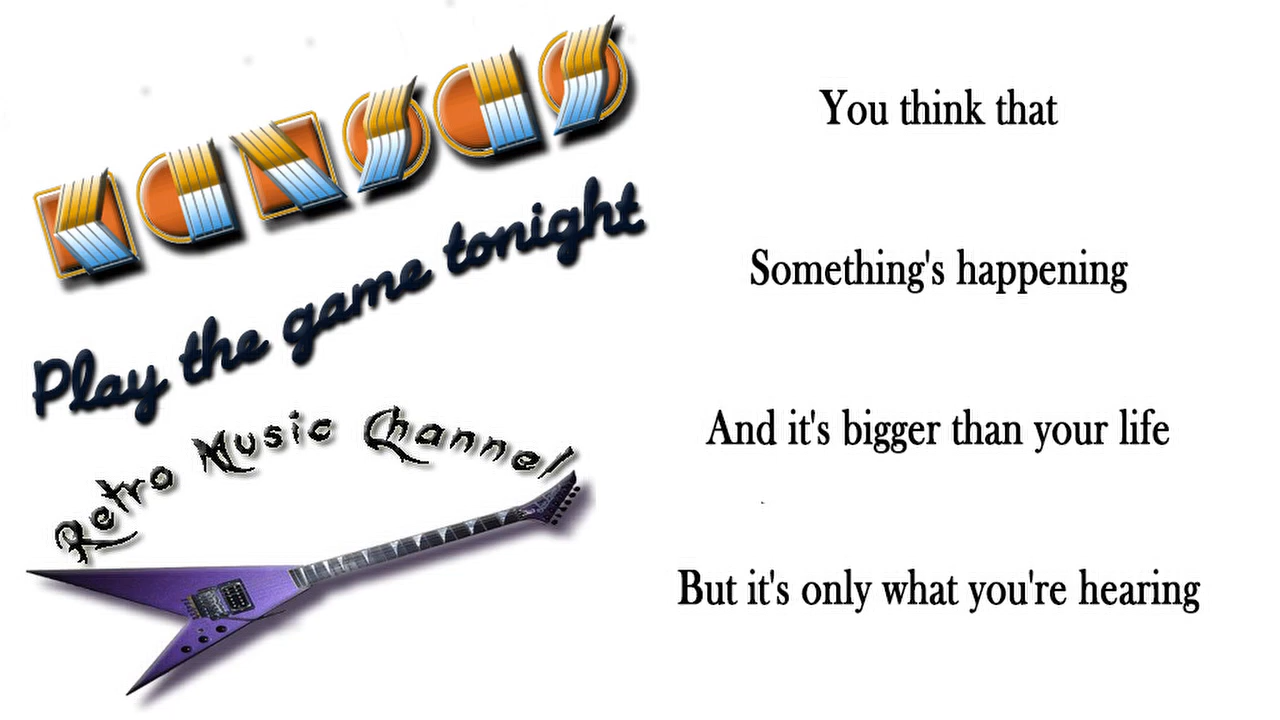 KANSAS
Play the game tonight
Retro Music Channel
You think that
Something's happening
And it's bigger than your life
But it's only what you're hearing